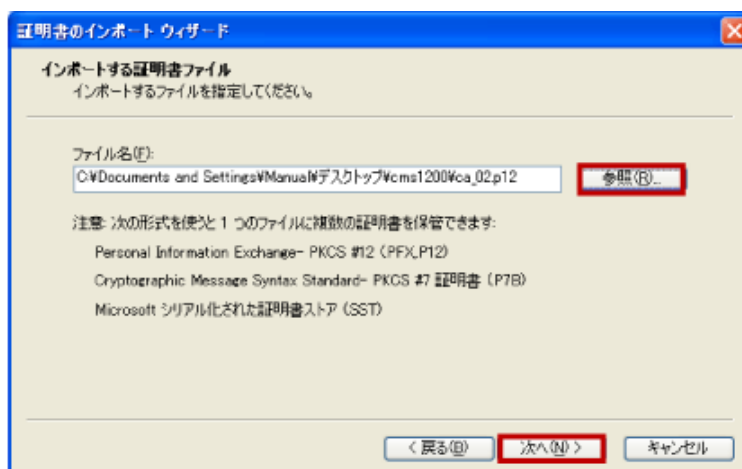 証明書のインポート ウィザード
インポートする証明書ファイル
インポートするファイルを指定してください。
ファイル名(F):
C:¥Documents and Settings¥Manual¥デスクトップ¥cms1200¥ca_02.p12
参照(R)...
注意: 次の形式を使うと 1 つのファイルに複数の証明書を保管できます:
Personal Information Exchange- PKCS #12 (PFX,P12)
Cryptographic Message Syntax Standard- PKCS #7 証明書 (P7B)
Microsoft シリアル化された証明書ストア (SST)
< 戻る(B)
次へ(N) >
キャンセル